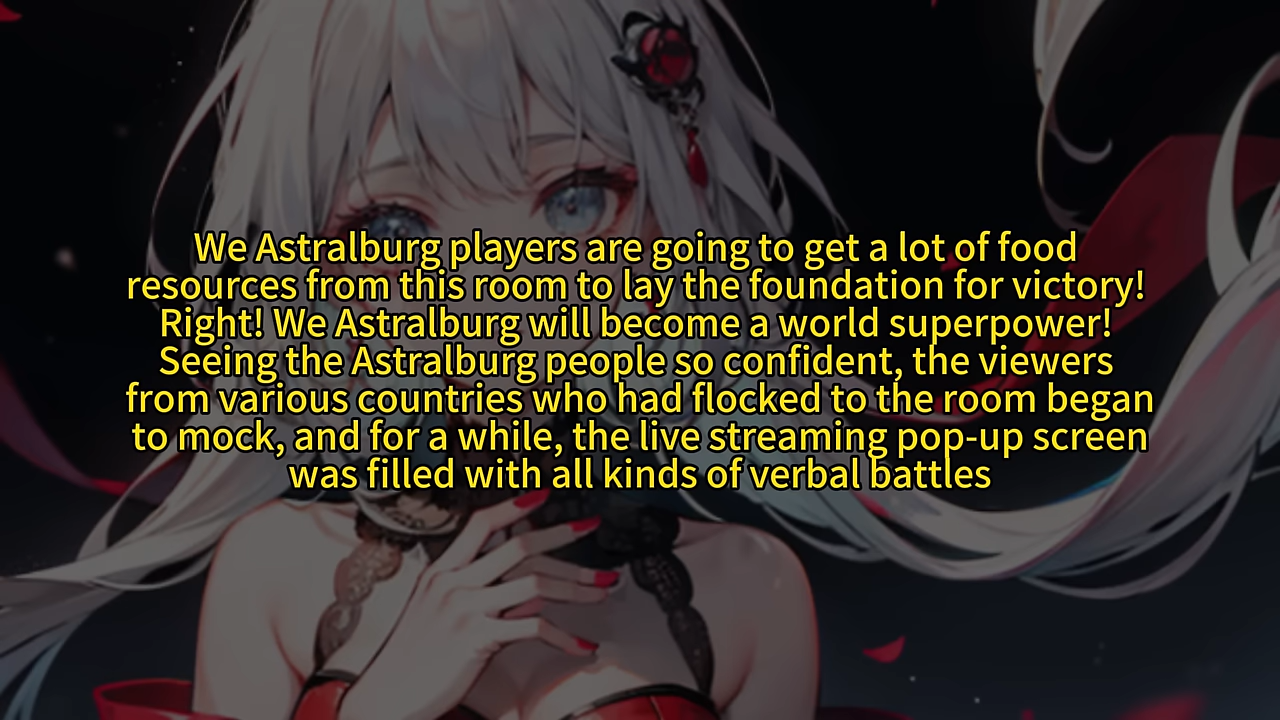 We Astralburg players are going to get a lot of food
resources from this room to lay the foundation for victory!
Right! We Astralburg will become a world superpower!
Seeing the Astralburg people so confident, the viewers
from various countries who had flocked to the room began
to mock, and for a while, the live streaming pop-up screen
was filled with all kinds of verbal battles